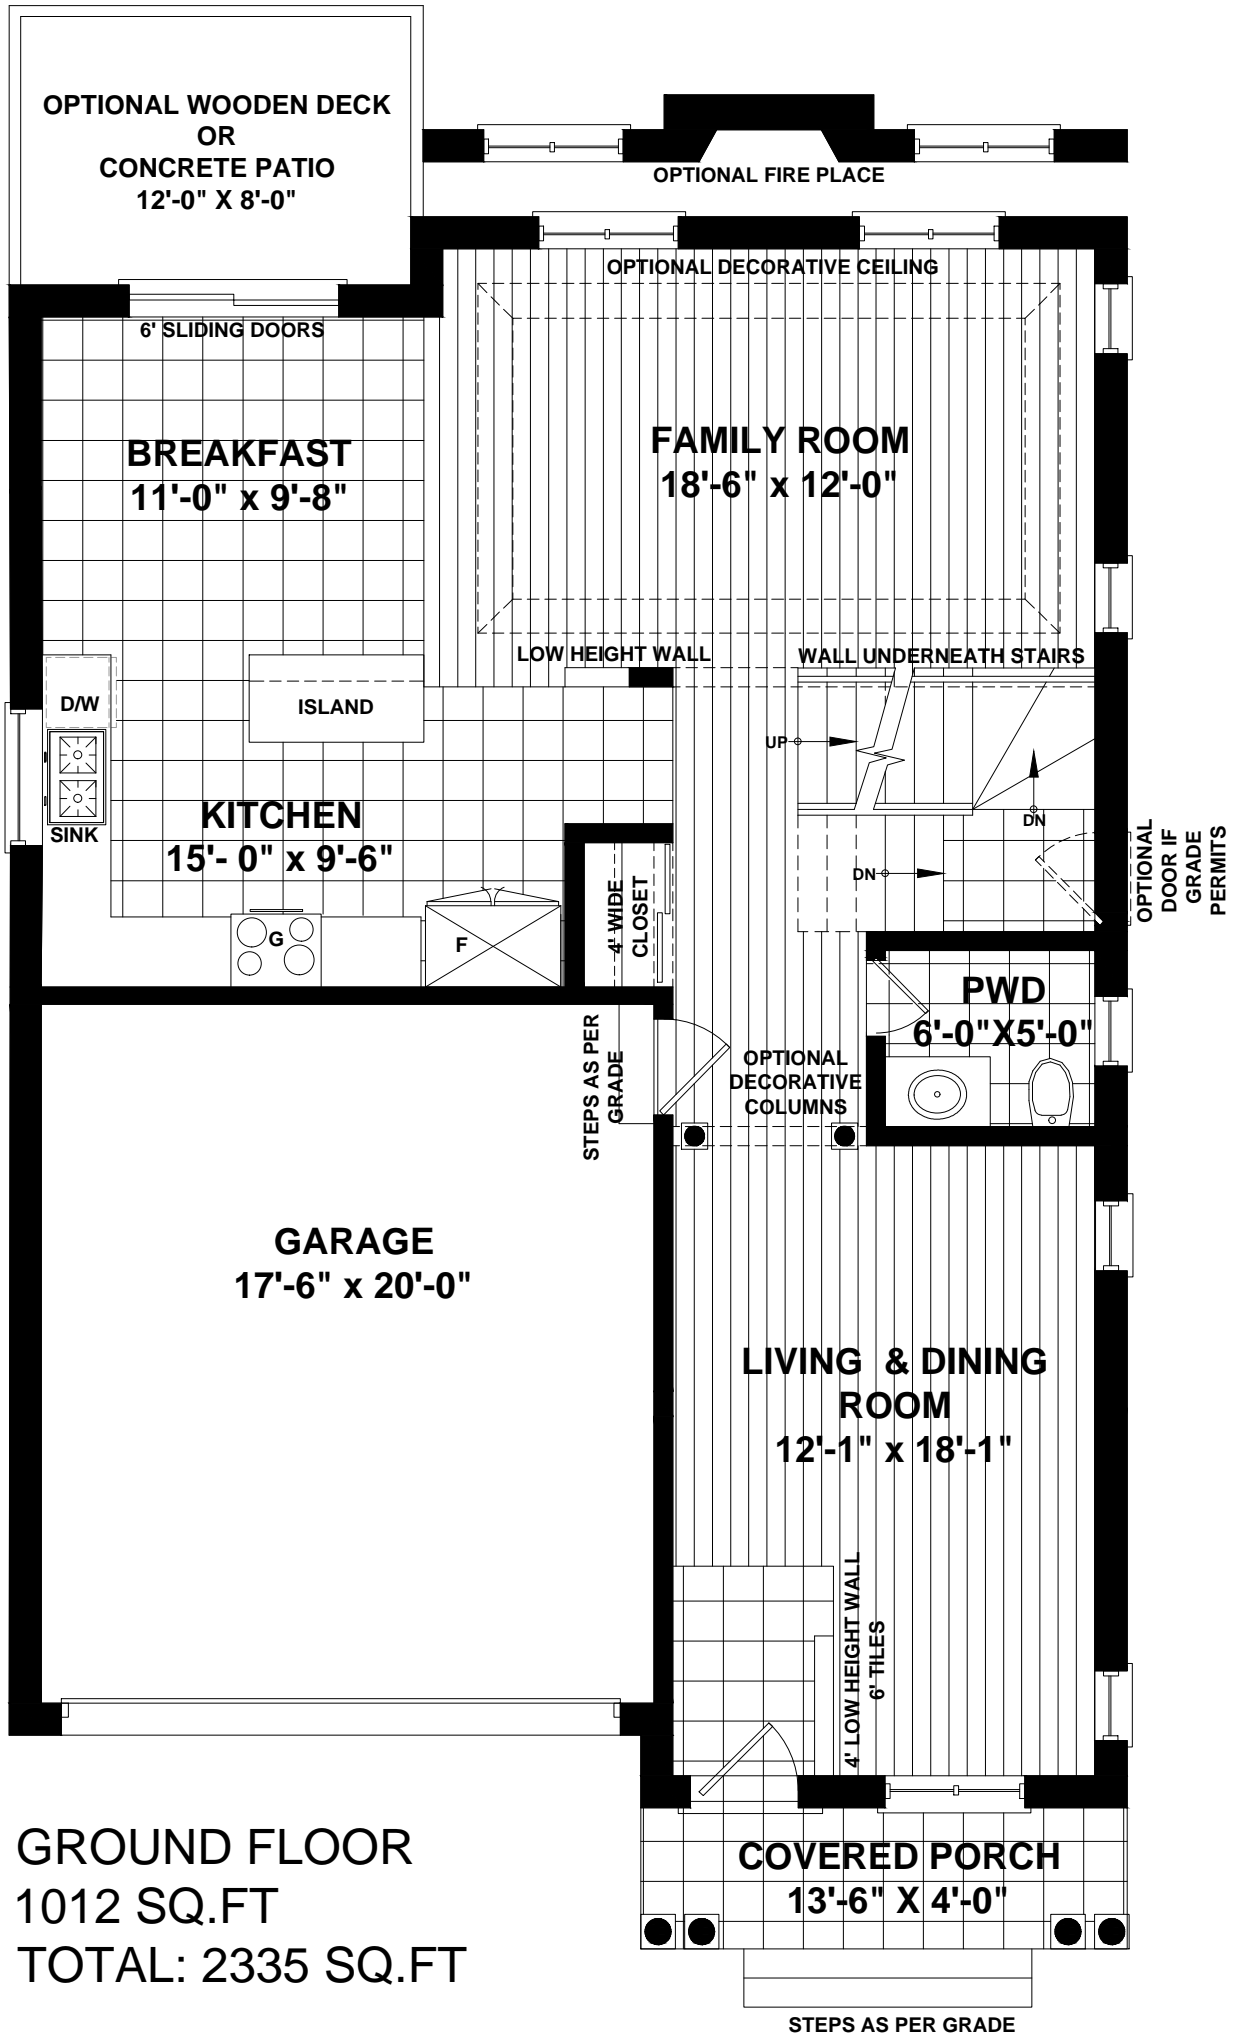 OPTIONAL WOODEN DECK
OR
CONCRETE PATIO
12'-0" X 8'-0"
OPTIONAL FIRE PLACE
OPTIONAL DECORATIVE CEILING
6' SLIDING DOORS
BREAKFAST
11'-0" x 9'-8"
FAMILY ROOM
18'-6" x 12'-0"
LOW HEIGHT WALL
WALL UNDERNEATH STAIRS
D/W
ISLAND
UP
SINK
KITCHEN
15'- 0" x 9'-6"
DN
DN
OPTIONAL
DOOR IF
GRADE
PERMITS
4' WIDE
CLOSET
G
F
PWD
6'-0"X5'-0"
STEPS AS PER
GRADE
OPTIONAL
DECORATIVE
COLUMNS
GARAGE
17'-6" x 20'-0"
LIVING & DINING
ROOM
12'-1" x 18'-1"
4' LOW HEIGHT WALL
6' TILES
COVERED PORCH
13'-6" X 4'-0"
GROUND FLOOR
1012 SQ.FT
TOTAL: 2335 SQ.FT
STEPS AS PER GRADE